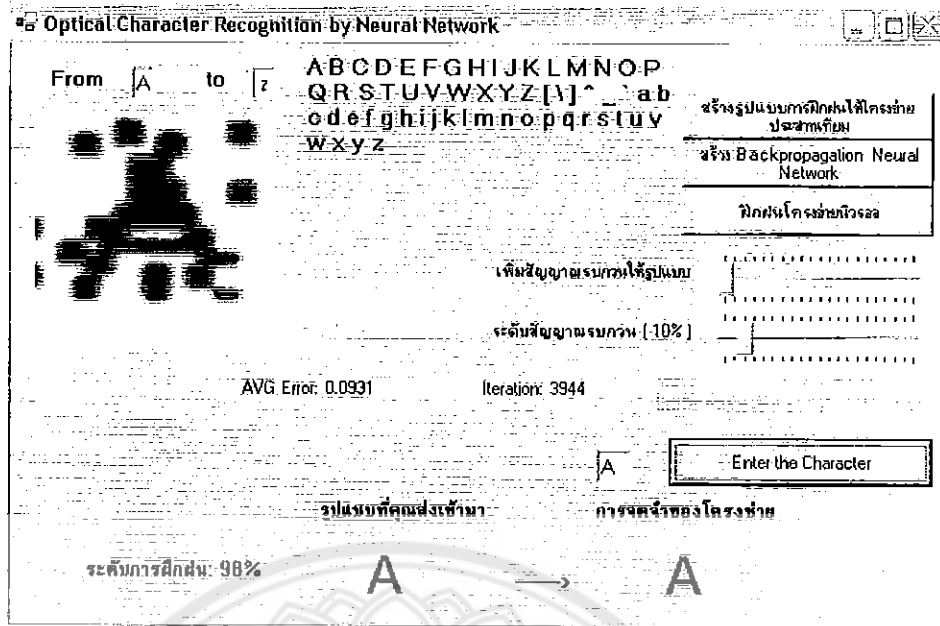 Optical Character Recognition by Neural Network
From A to z
A B C D E F G H I J K L M N O P
Q R S T U V W X Y Z [ \ ] ^ _ ` a b
c d e f g h i j k l m n o p q r s t u v
w x y z
สร้างรูปแบบการฝึกฝนให้โครงข่าย
ประสาทเทียม
สร้าง Backpropagation Neural
Network
ฝึกฝนโครงข่ายนิวรอล
เพิ่มสัญญาณรบกวนให้รูปแบบ
ระดับสัญญาณรบกวน [ 10% ]
AVG Error: 0.0931
Iteration: 3944
A
Enter the Character
รูปแบบที่คุณส่งเข้ามา
การจดจำของโครงข่าย
ระดับการฝึกฝน: 98%
A
A